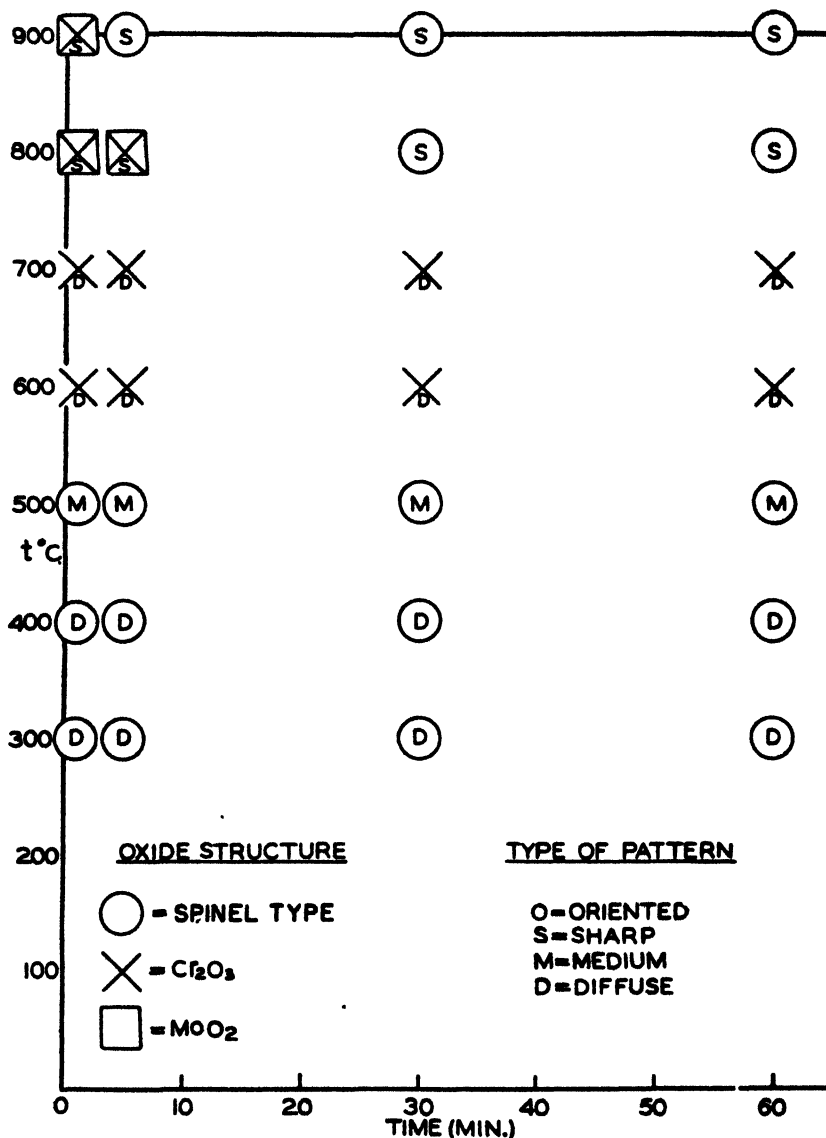 900 S S S S
800 S S S S
700 D D D D
600 D D D D
500 M M M M
t°C.
400 D D D D
300 D D D D
200 OXIDE STRUCTURE TYPE OF PATTERN
= SPINEL TYPE O=ORIENTED
S=SHARP
100 = Cr2O3 M=MEDIUM
D=DIFFUSE
= MoO2
0 10 20 30 40 50 60
TIME (MIN.)